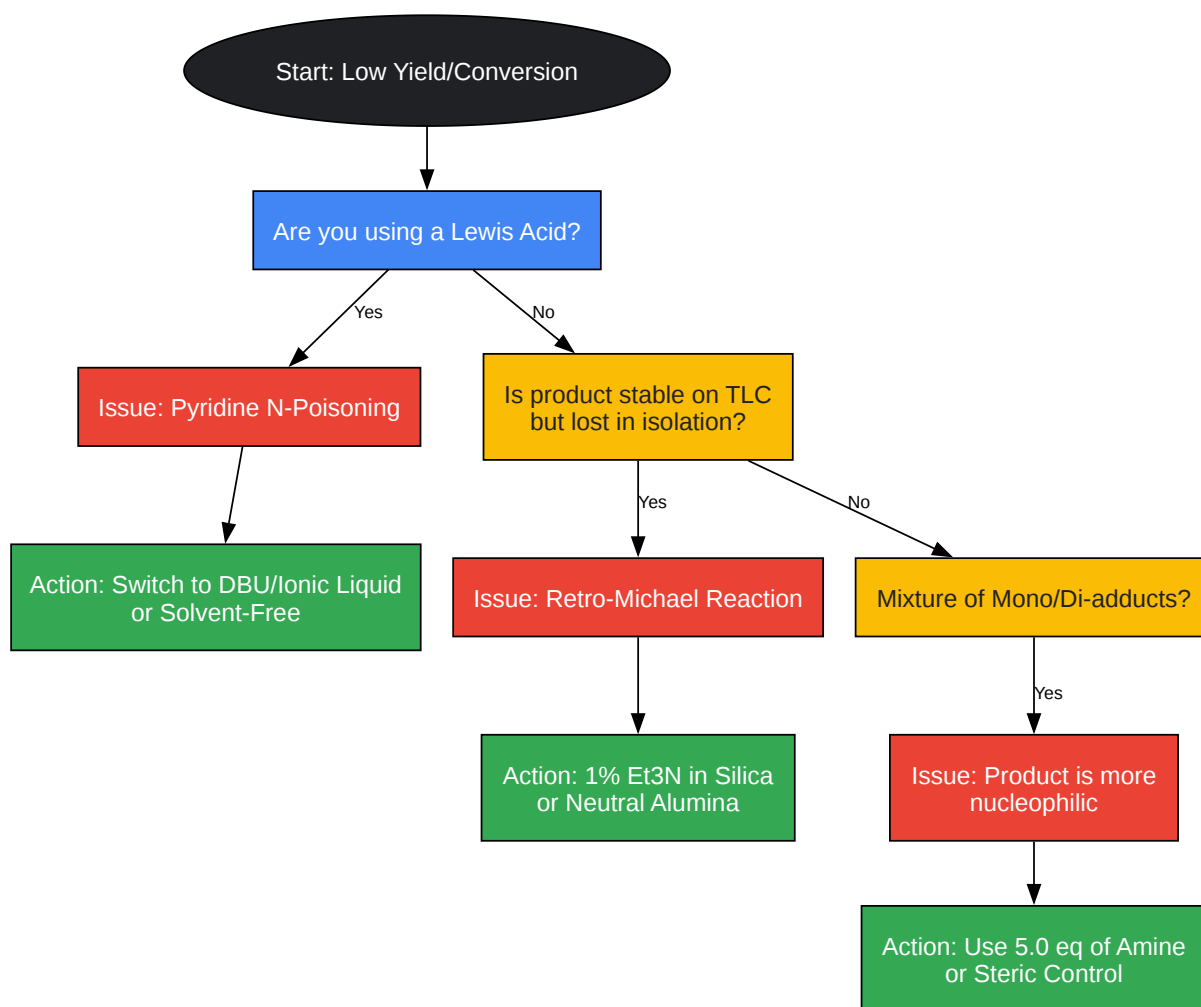 Start: Low Yield/Conversion
Are you using a Lewis Acid?
Yes
No
Issue: Pyridine N-Poisoning
Is product stable on TLC
but lost in isolation?
Action: Switch to DBU/Ionic Liquid
or Solvent-Free
Yes
No
Issue: Retro-Michael Reaction
Mixture of Mono/Di-adducts?
Yes
Action: 1% Et3N in Silica
or Neutral Alumina
Issue: Product is more
nucleophilic
Action: Use 5.0 eq of Amine
or Steric Control